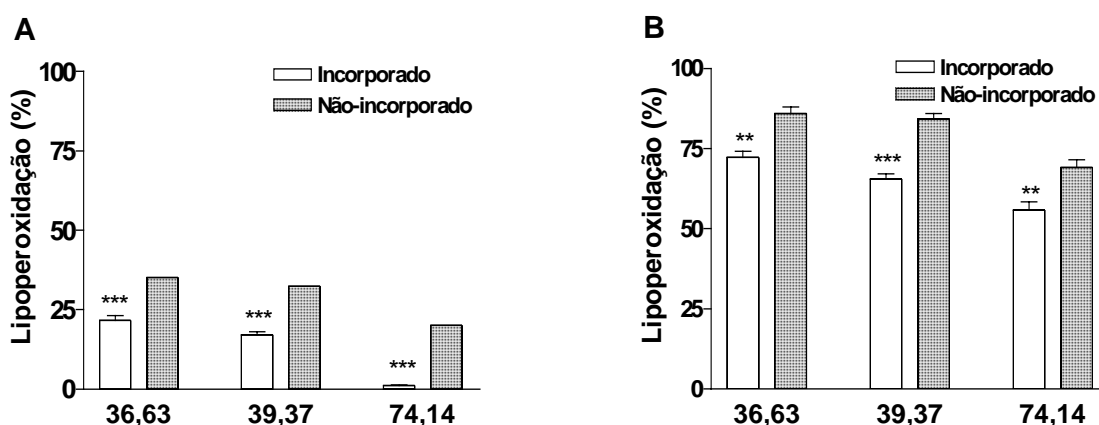 A
Lipoperoxidação (%)
100
75
50
25
0
Incorporado
Não-incorporado
***
***
***
36,63
39,37
74,14
B
Lipoperoxidação (%)
100
75
50
25
0
Incorporado
Não-incorporado
**
***
**
36,63
39,37
74,14